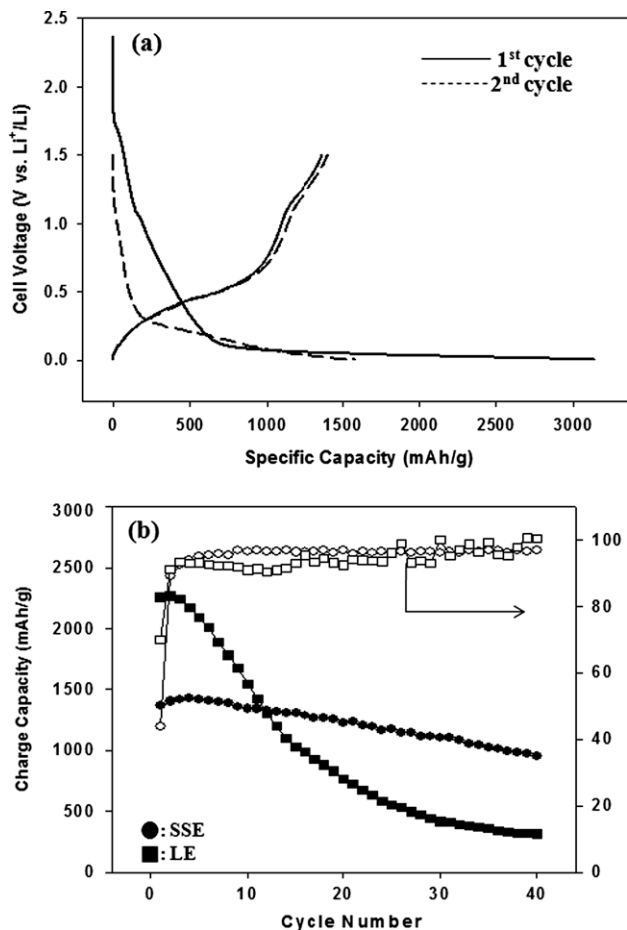 (a)
1st cycle
2nd cycle
2.5
2.0
1.5
1.0
0.5
0.0
Cell Voltage (V vs. Li+/Li)
0 500 1000 1500 2000 2500 3000
Specific Capacity (mAh/g)
(b)
3000
2500
2000
1500
1000
500
0
Charge Capacity (mAh/g)
100
80
60
40
20
0
: SSE
: LE
0 10 20 30 40
Cycle Number